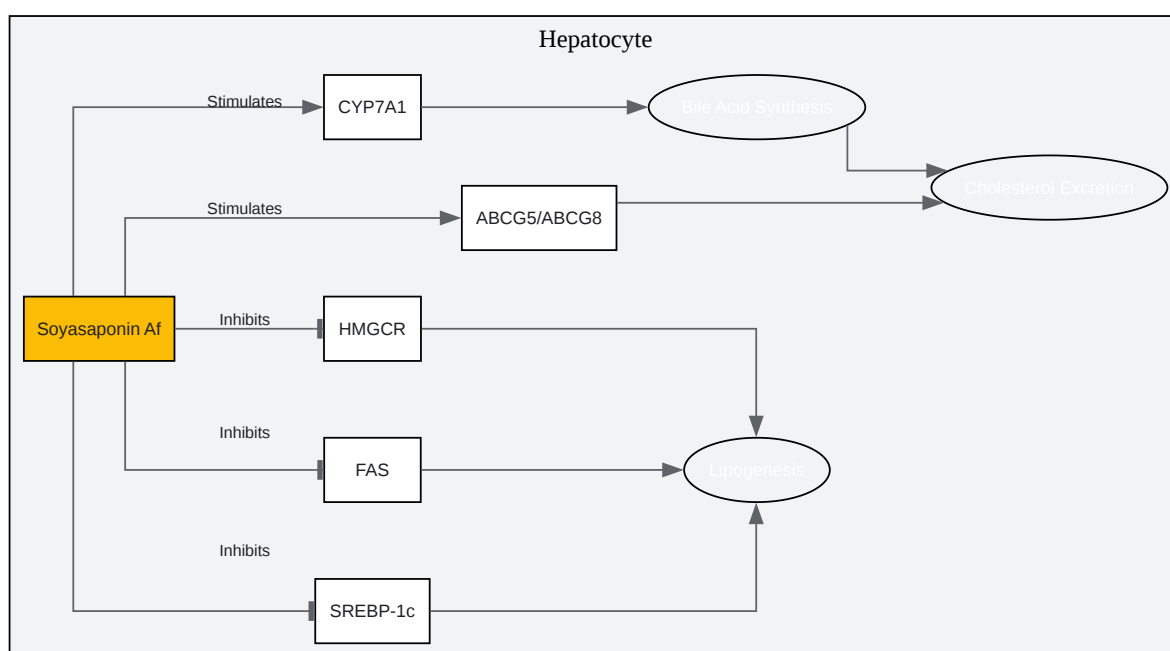 Hepatocyte
Stimulates
CYP7A1
Bile Acid Synthesis
Cholesterol Excretion
Stimulates
ABCG5/ABCG8
Soyasaponin Af
Inhibits
HMGCR
Inhibits
FAS
Lipogenesis
Inhibits
SREBP-1c